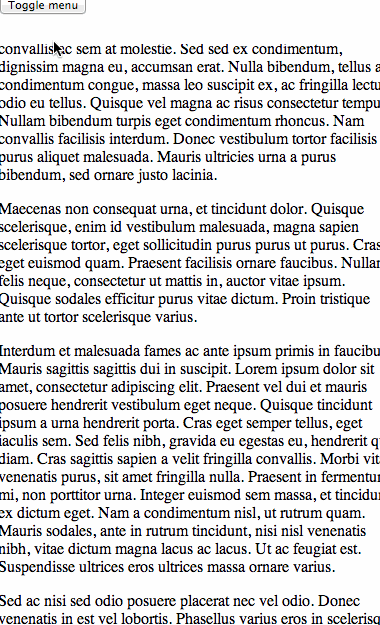 Toggle menu
convallis ac sem at molestie. Sed sed ex condimentum,
dignissim magna eu, accumsan erat. Nulla bibendum, tellus a
condimentum congue, massa leo suscipit ex, ac fringilla lectu
odio eu tellus. Quisque vel magna ac risus consectetur tempu
Nullam bibendum turpis eget condimentum rhoncus. Nam
convallis facilisis interdum. Donec vestibulum tortor facilisis
purus aliquet malesuada. Mauris ultricies urna a purus
bibendum, sed ornare justo lacinia.
Maecenas non consequat urna, et tincidunt dolor. Quisque
scelerisque, enim id vestibulum malesuada, magna sapien
scelerisque tortor, eget sollicitudin purus purus ut purus. Cras
eget euismod quam. Praesent facilisis ornare faucibus. Nullam
felis neque, consectetur ut mattis in, auctor vitae ipsum.
Quisque sodales efficitur purus vitae dictum. Proin tristique
ante ut tortor scelerisque varius.
Interdum et malesuada fames ac ante ipsum primis in faucibu
Mauris sagittis sagittis dui in suscipit. Lorem ipsum dolor sit
amet, consectetur adipiscing elit. Praesent vel dui et mauris
posuere hendrerit vestibulum eget neque. Quisque tincidunt
ipsum a urna hendrerit porta. Cras eget semper tellus, eget
iaculis sem. Sed felis nibh, gravida eu egestas eu, hendrerit q
diam. Cras sagittis sapien a velit fringilla convallis. Morbi vit
venenatis purus, sit amet fringilla nulla. Praesent in fermentu
mi, non porttitor urna. Integer euismod sem massa, et tincidun
ex dictum eget. Nam a condimentum nisl, ut rutrum quam.
Mauris sodales, ante in rutrum tincidunt, nisi nisl venenatis
nibh, vitae dictum magna lacus ac lacus. Ut ac feugiat est.
Suspendisse ultrices eros ultrices massa ornare varius.
Sed ac nisi sed odio posuere placerat nec vel odio. Donec
venenatis in est vel lobortis. Phasellus varius eros in scelerisq